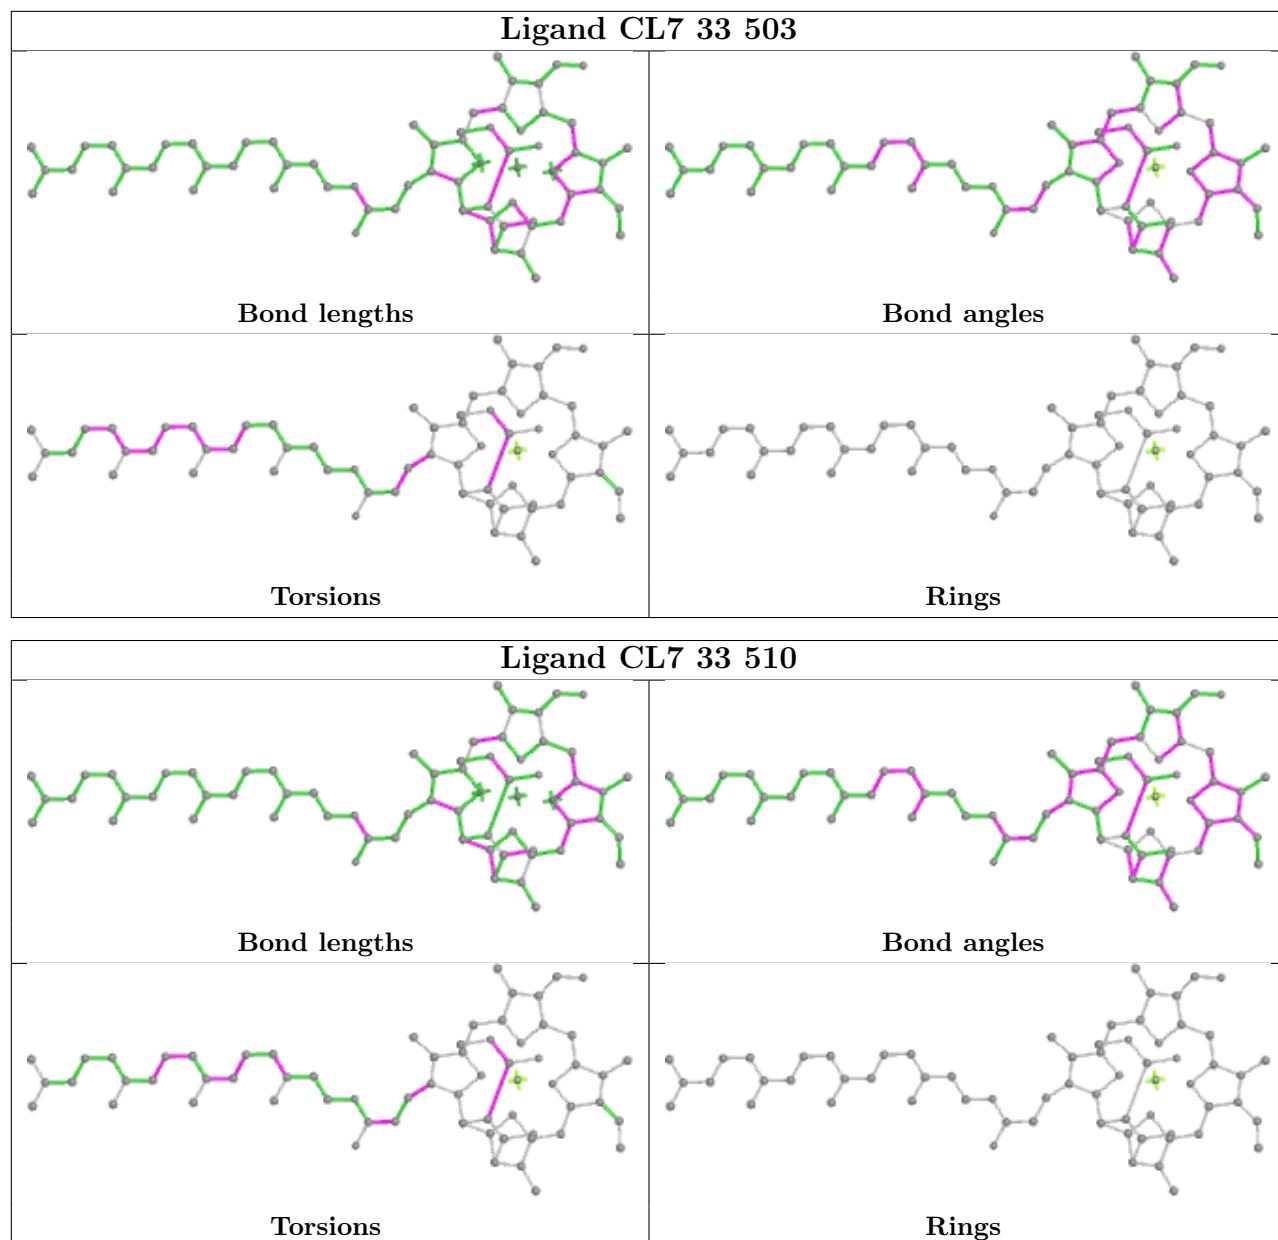 Ligand CL7 33 503
Bond lengths
Bond angles
Torsions
Rings
Ligand CL7 33 510
Bond lengths
Bond angles
Torsions
Rings